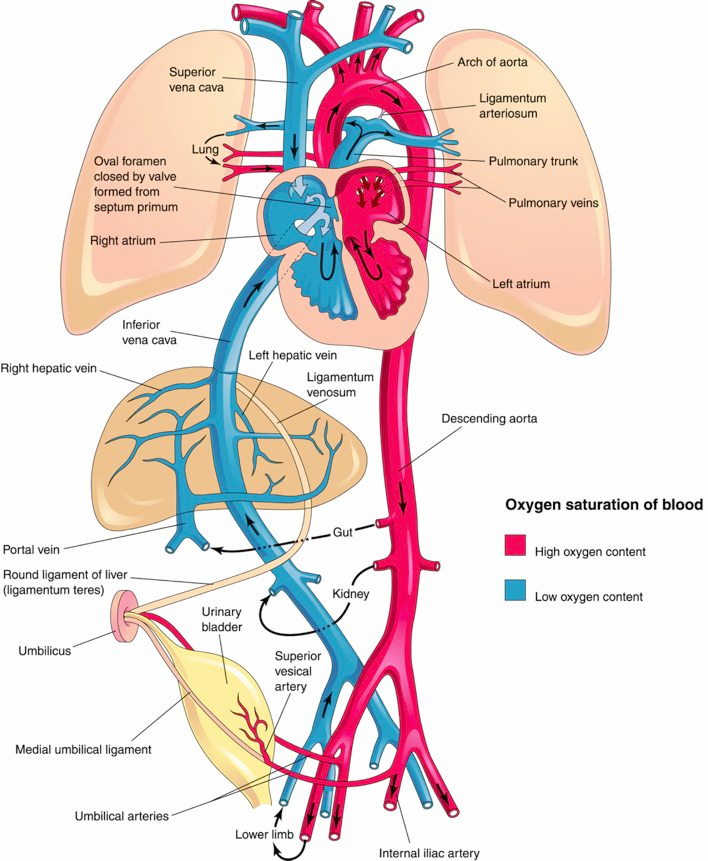 Superior
vena cava
Arch of aorta
Ligamentum
arteriosum
Lung
Pulmonary trunk
Oval foramen
closed by valve
formed from
septum primum
Pulmonary veins
Right atrium
Left atrium
Inferior
vena cava
Left hepatic vein
Right hepatic vein
Ligamentum
venosum
Descending aorta
Oxygen saturation of blood
High oxygen content
Low oxygen content
Gut
Portal vein
Round ligament of liver
(ligamentum teres)
Kidney
Urinary
bladder
Umbilicus
Superior
vesical
artery
Medial umbilical ligament
Umbilical arteries
Lower limb
Internal iliac artery